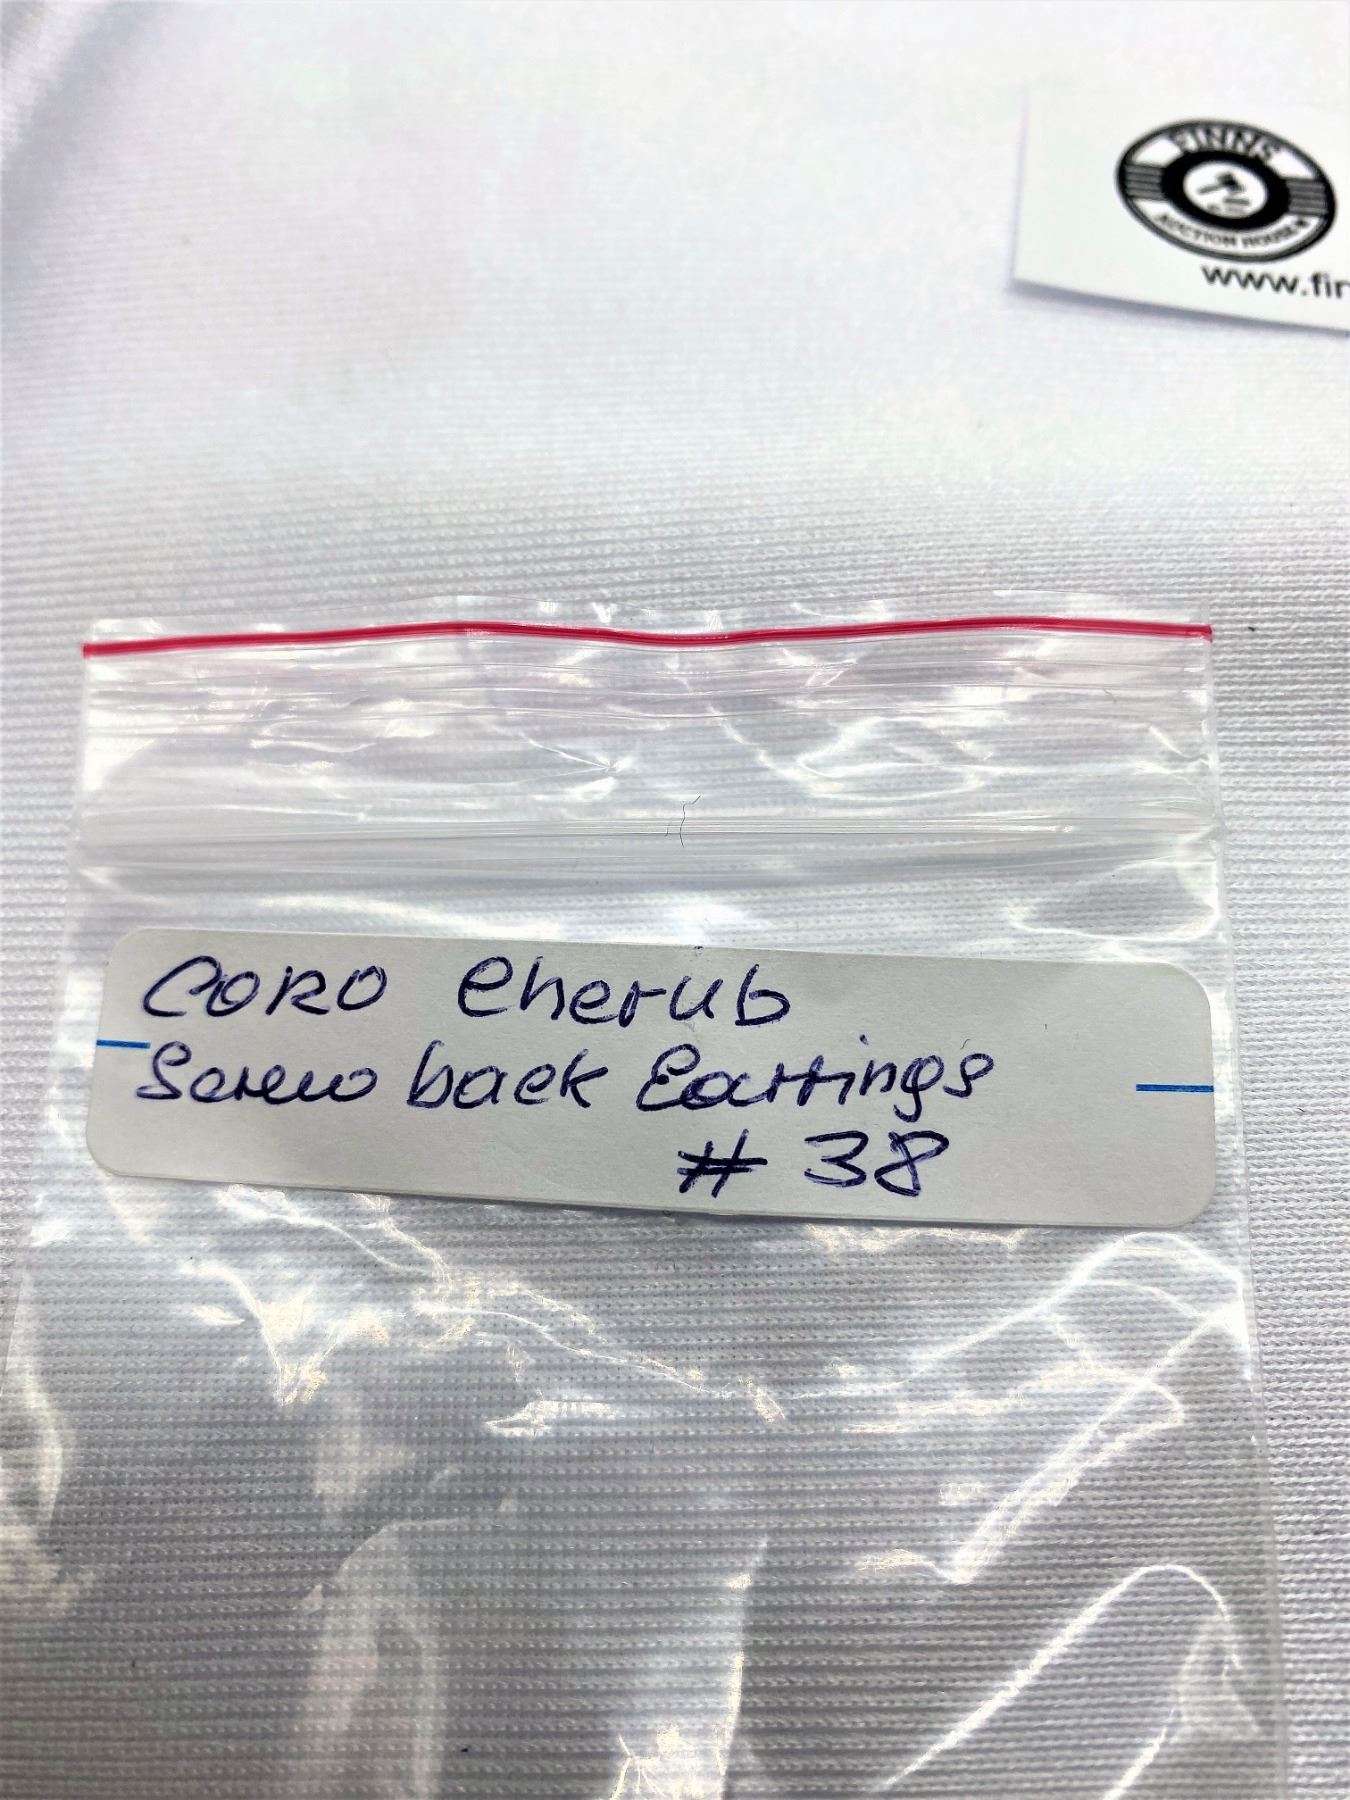 FINNS
AUCTION HOUSE
www.fin
CORO Cherub
Screw back Earrings
# 38